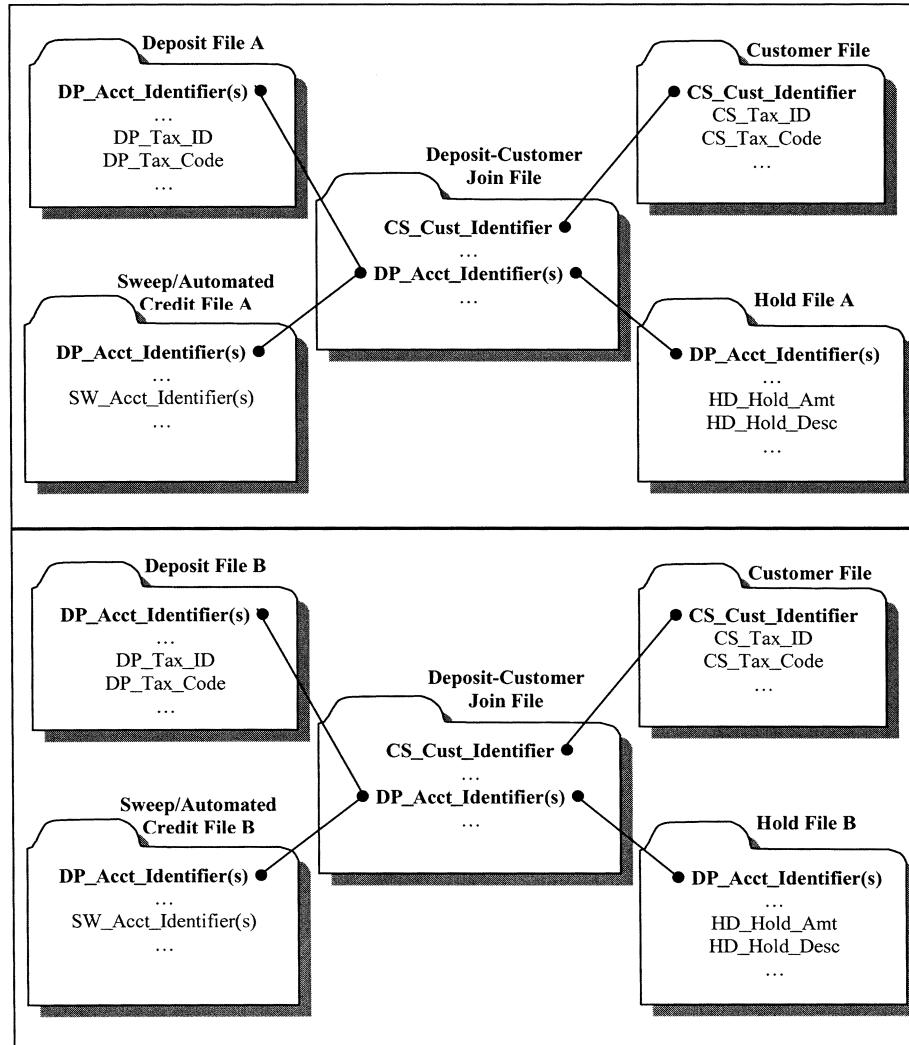 Deposit File A
DP_Acct_Identifier(s)
...
DP_Tax_ID
DP_Tax_Code
...
Customer File
CS_Cust_Identifier
CS_Tax_ID
CS_Tax_Code
...
Deposit-Customer
Join File
CS_Cust_Identifier
...
DP_Acct_Identifier(s)
...
Sweep/Automated
Credit File A
DP_Acct_Identifier(s)
...
SW_Acct_Identifier(s)
...
Hold File A
DP_Acct_Identifier(s)
...
HD_Hold_Amt
HD_Hold_Desc
...
Deposit File B
DP_Acct_Identifier(s)
...
DP_Tax_ID
DP_Tax_Code
...
Customer File
CS_Cust_Identifier
CS_Tax_ID
CS_Tax_Code
...
Deposit-Customer
Join File
CS_Cust_Identifier
...
DP_Acct_Identifier(s)
...
Sweep/Automated
Credit File B
DP_Acct_Identifier(s)
...
SW_Acct_Identifier(s)
...
Hold File B
DP_Acct_Identifier(s)
...
HD_Hold_Amt
HD_Hold_Desc
...